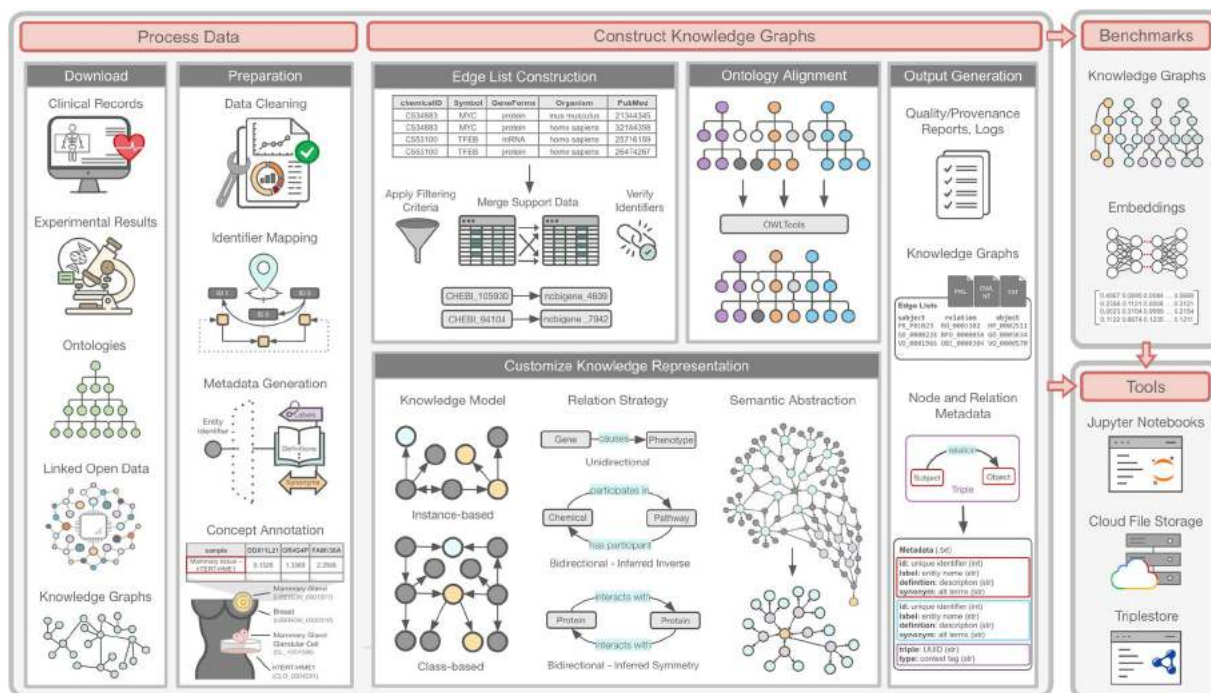 Process Data
Construct Knowledge Graphs
Benchmarks
Download
Clinical Records
Experimental Results
Ontologies
Linked Open Data
Knowledge Graphs
Preparation
Data Cleaning
Identifier Mapping
ID 1
ID 2
Metadata Generation
Entity
Identifier
Labels
Definitions
Synonyms
Concept Annotation
sample
Mammary Gland
Breast
Mammary Gland
Glandular Cell
hTERT-HME1
Edge List Construction
chemicalID Symbol GeneForms Organism PubMed
MYC protein mus musculus 21344345
MYC protein homo sapiens
C553100 TFEB mRNA homo sapiens 25716159
C553100 TFEB protein homo sapiens 26474267
Apply Filtering
Criteria
Merge Support Data
Verify
Identifiers
CHEBI_105930 ncbigene_4609
CHEBI_94104 ncbigene_7942
Ontology Alignment
OWLTools
Customize Knowledge Representation
Knowledge Model
Instance-based
Class-based
Relation Strategy
Gene causes Phenotype
Unidirectional
participates in
Chemical Pathway
has participant
Bidirectional - Inferred Inverse
interacts with
Protein Protein
interacts with
Bidirectional - Inferred Symmetry
Semantic Abstraction
Output Generation
Quality/Provenance
Reports, Logs
Knowledge Graphs
Edge Lists
subject relation object
Node and Relation
Metadata
relation
Subject Object
Triple
Metadata (.txt)
id: unique identifier (int)
label: entity name (str)
definition: description (str)
synonym: alt terms (str)
id: unique identifier (int)
label: entity name (str)
definition: description (str)
synonym: alt terms (str)
triple: UUID (str)
type: context tag (str)
Knowledge Graphs
Embeddings
Tools
Jupyter Notebooks
Cloud File Storage
Triplestore